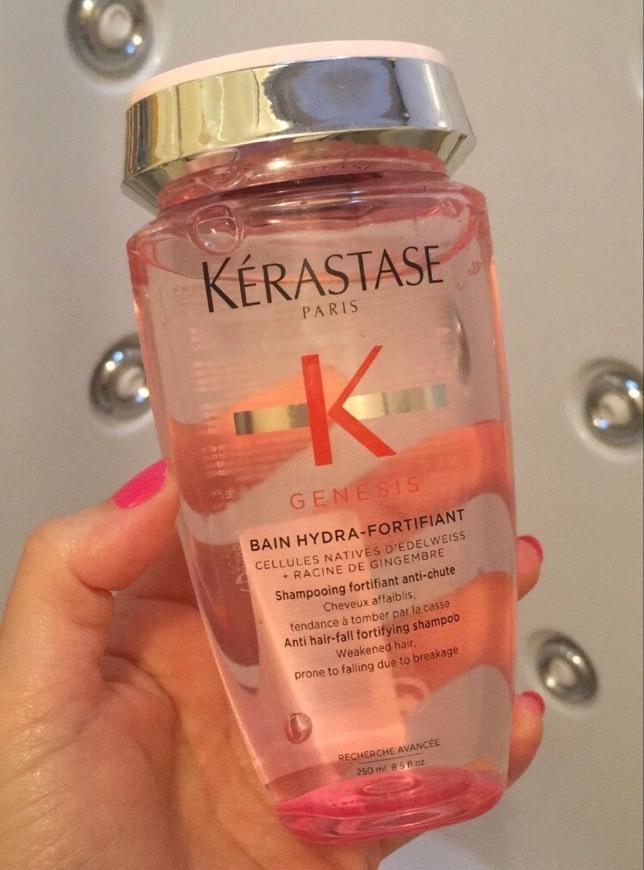 KÉRASTASE
PARIS
K
GENESIS
BAIN HYDRA-FORTIFIANT
CELLULES NATIVES D'EDELWEISS
+ RACINE DE GINGEMBRE
Shampooing fortifiant anti-chute
Cheveux affaiblis,
tendance à tomber par la casse
Anti hair-fall fortifying shampoo
Weakened hair,
prone to falling due to breakage
RECHERCHE AVANCÉE
250 ml 8.5 fl.oz.